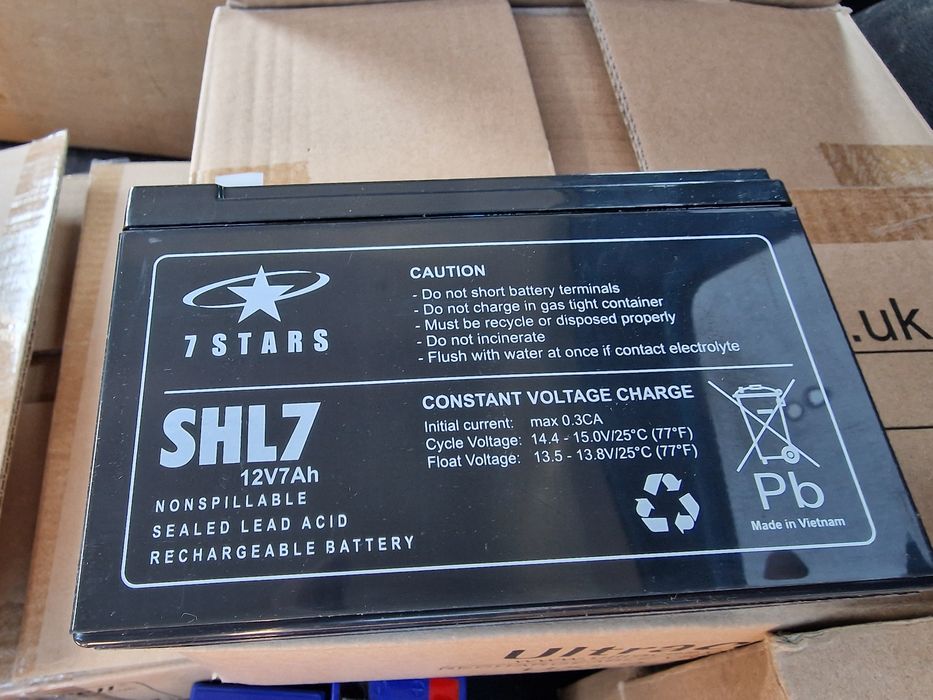 7 STARS
CAUTION
- Do not short battery terminals
- Do not charge in gas tight container
- Must be recycle or disposed properly
- Do not incinerate
- Flush with water at once if contact electrolyte
SHL7
12V7Ah
NONSPILLABLE
SEALED LEAD ACID
RECHARGEABLE BATTERY
CONSTANT VOLTAGE CHARGE
Initial current: max 0.3CA
Cycle Voltage: 14.4 - 15.0V/25°C (77°F)
Float Voltage: 13.5 - 13.8V/25°C (77°F)
Pb
Made in Vietnam
.uk